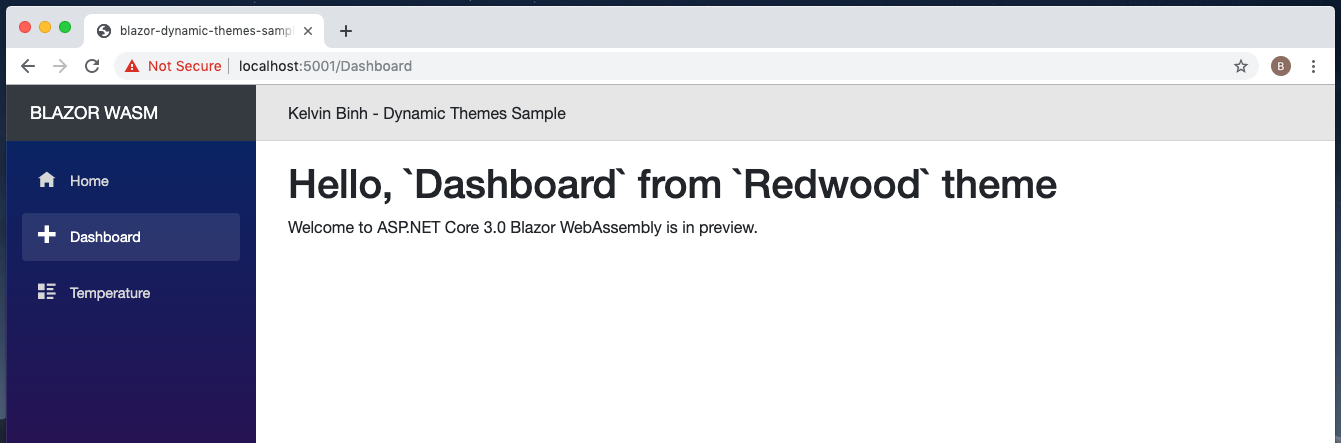 blazor-dynamic-themes-sampl
Not Secure | localhost:5001/Dashboard
B
BLAZOR WASM
Kelvin Binh - Dynamic Themes Sample
Home
Dashboard
Temperature
Hello, `Dashboard` from `Redwood` theme
Welcome to ASP.NET Core 3.0 Blazor WebAssembly is in preview.